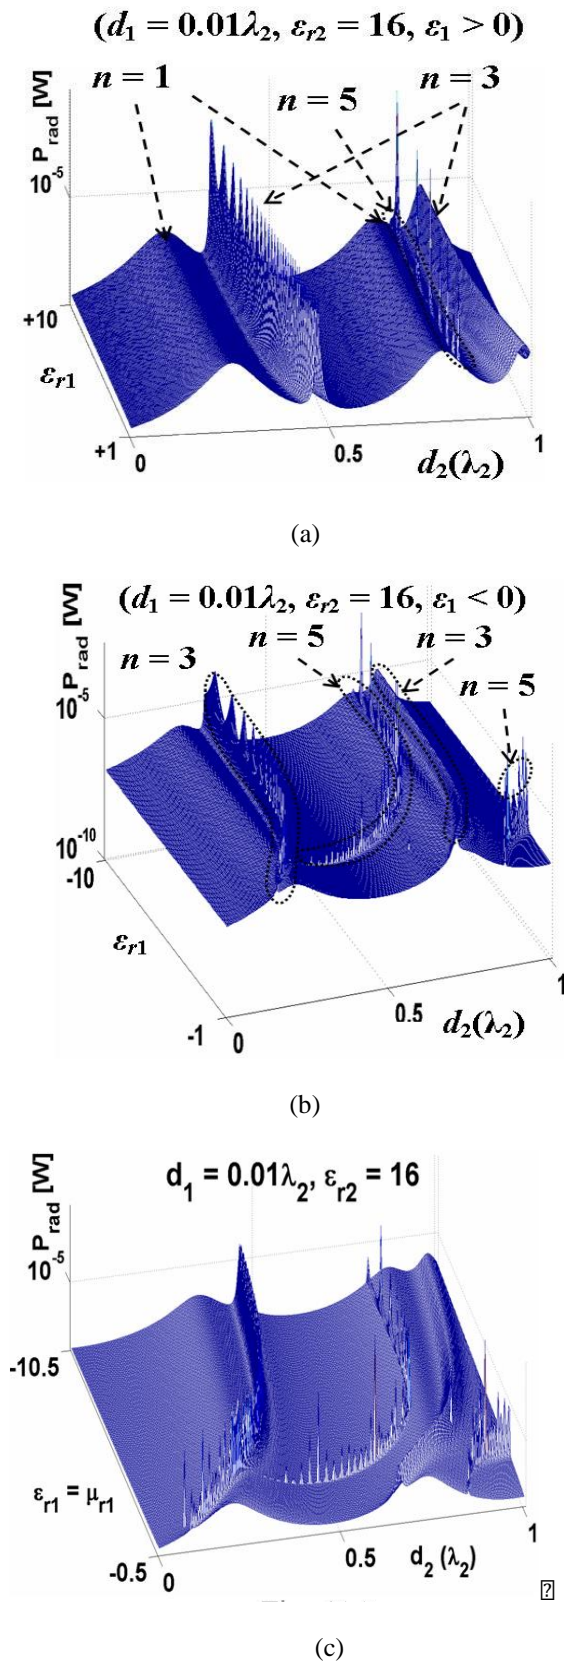 (d₁ = 0.01λ₂, εᵣ₂ = 16, ε₁ > 0)
n = 1
n = 5
n = 3
P_rad [W]
10⁻⁵
+10
εᵣ₁
+1
0
0.5
1
d₂(λ₂)
(a)
(d₁ = 0.01λ₂, εᵣ₂ = 16, ε₁ < 0)
n = 5
n = 3
n = 3
n = 5
P_rad [W]
10⁻⁵
10⁻¹⁰
-10
εᵣ₁
-1
0
0.5
1
d₂(λ₂)
(b)
d₁ = 0.01λ₂, εᵣ₂ = 16
P_rad [W]
10⁻⁵
-10.5
εᵣ₁ = μᵣ₁
-0.5
0
0.5
1
d₂ (λ₂)
(c)